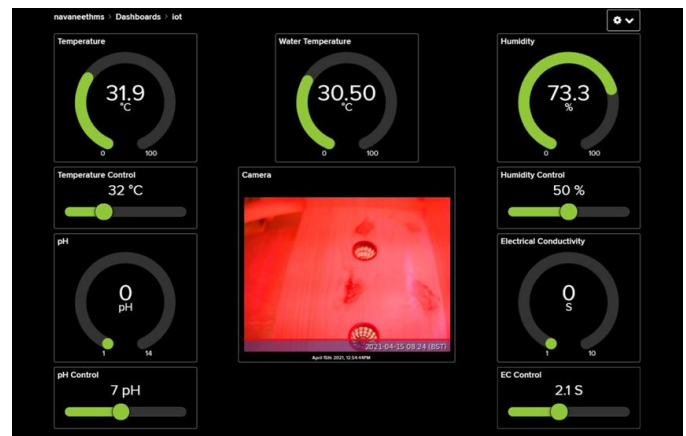 navaneethms > Dashboards > iot
Temperature
31.9
°C
0 100
Water Temperature
30.50
°C
0 100
Humidity
73.3
%
0 100
Temperature Control
32 °C
Camera
2021-04-15 08:24 (BST)
April 15th 2021, 12:54:44PM
Humidity Control
50 %
pH
0
pH
1 14
Electrical Conductivity
0
S
1 10
pH Control
7 pH
EC Control
2.1 S